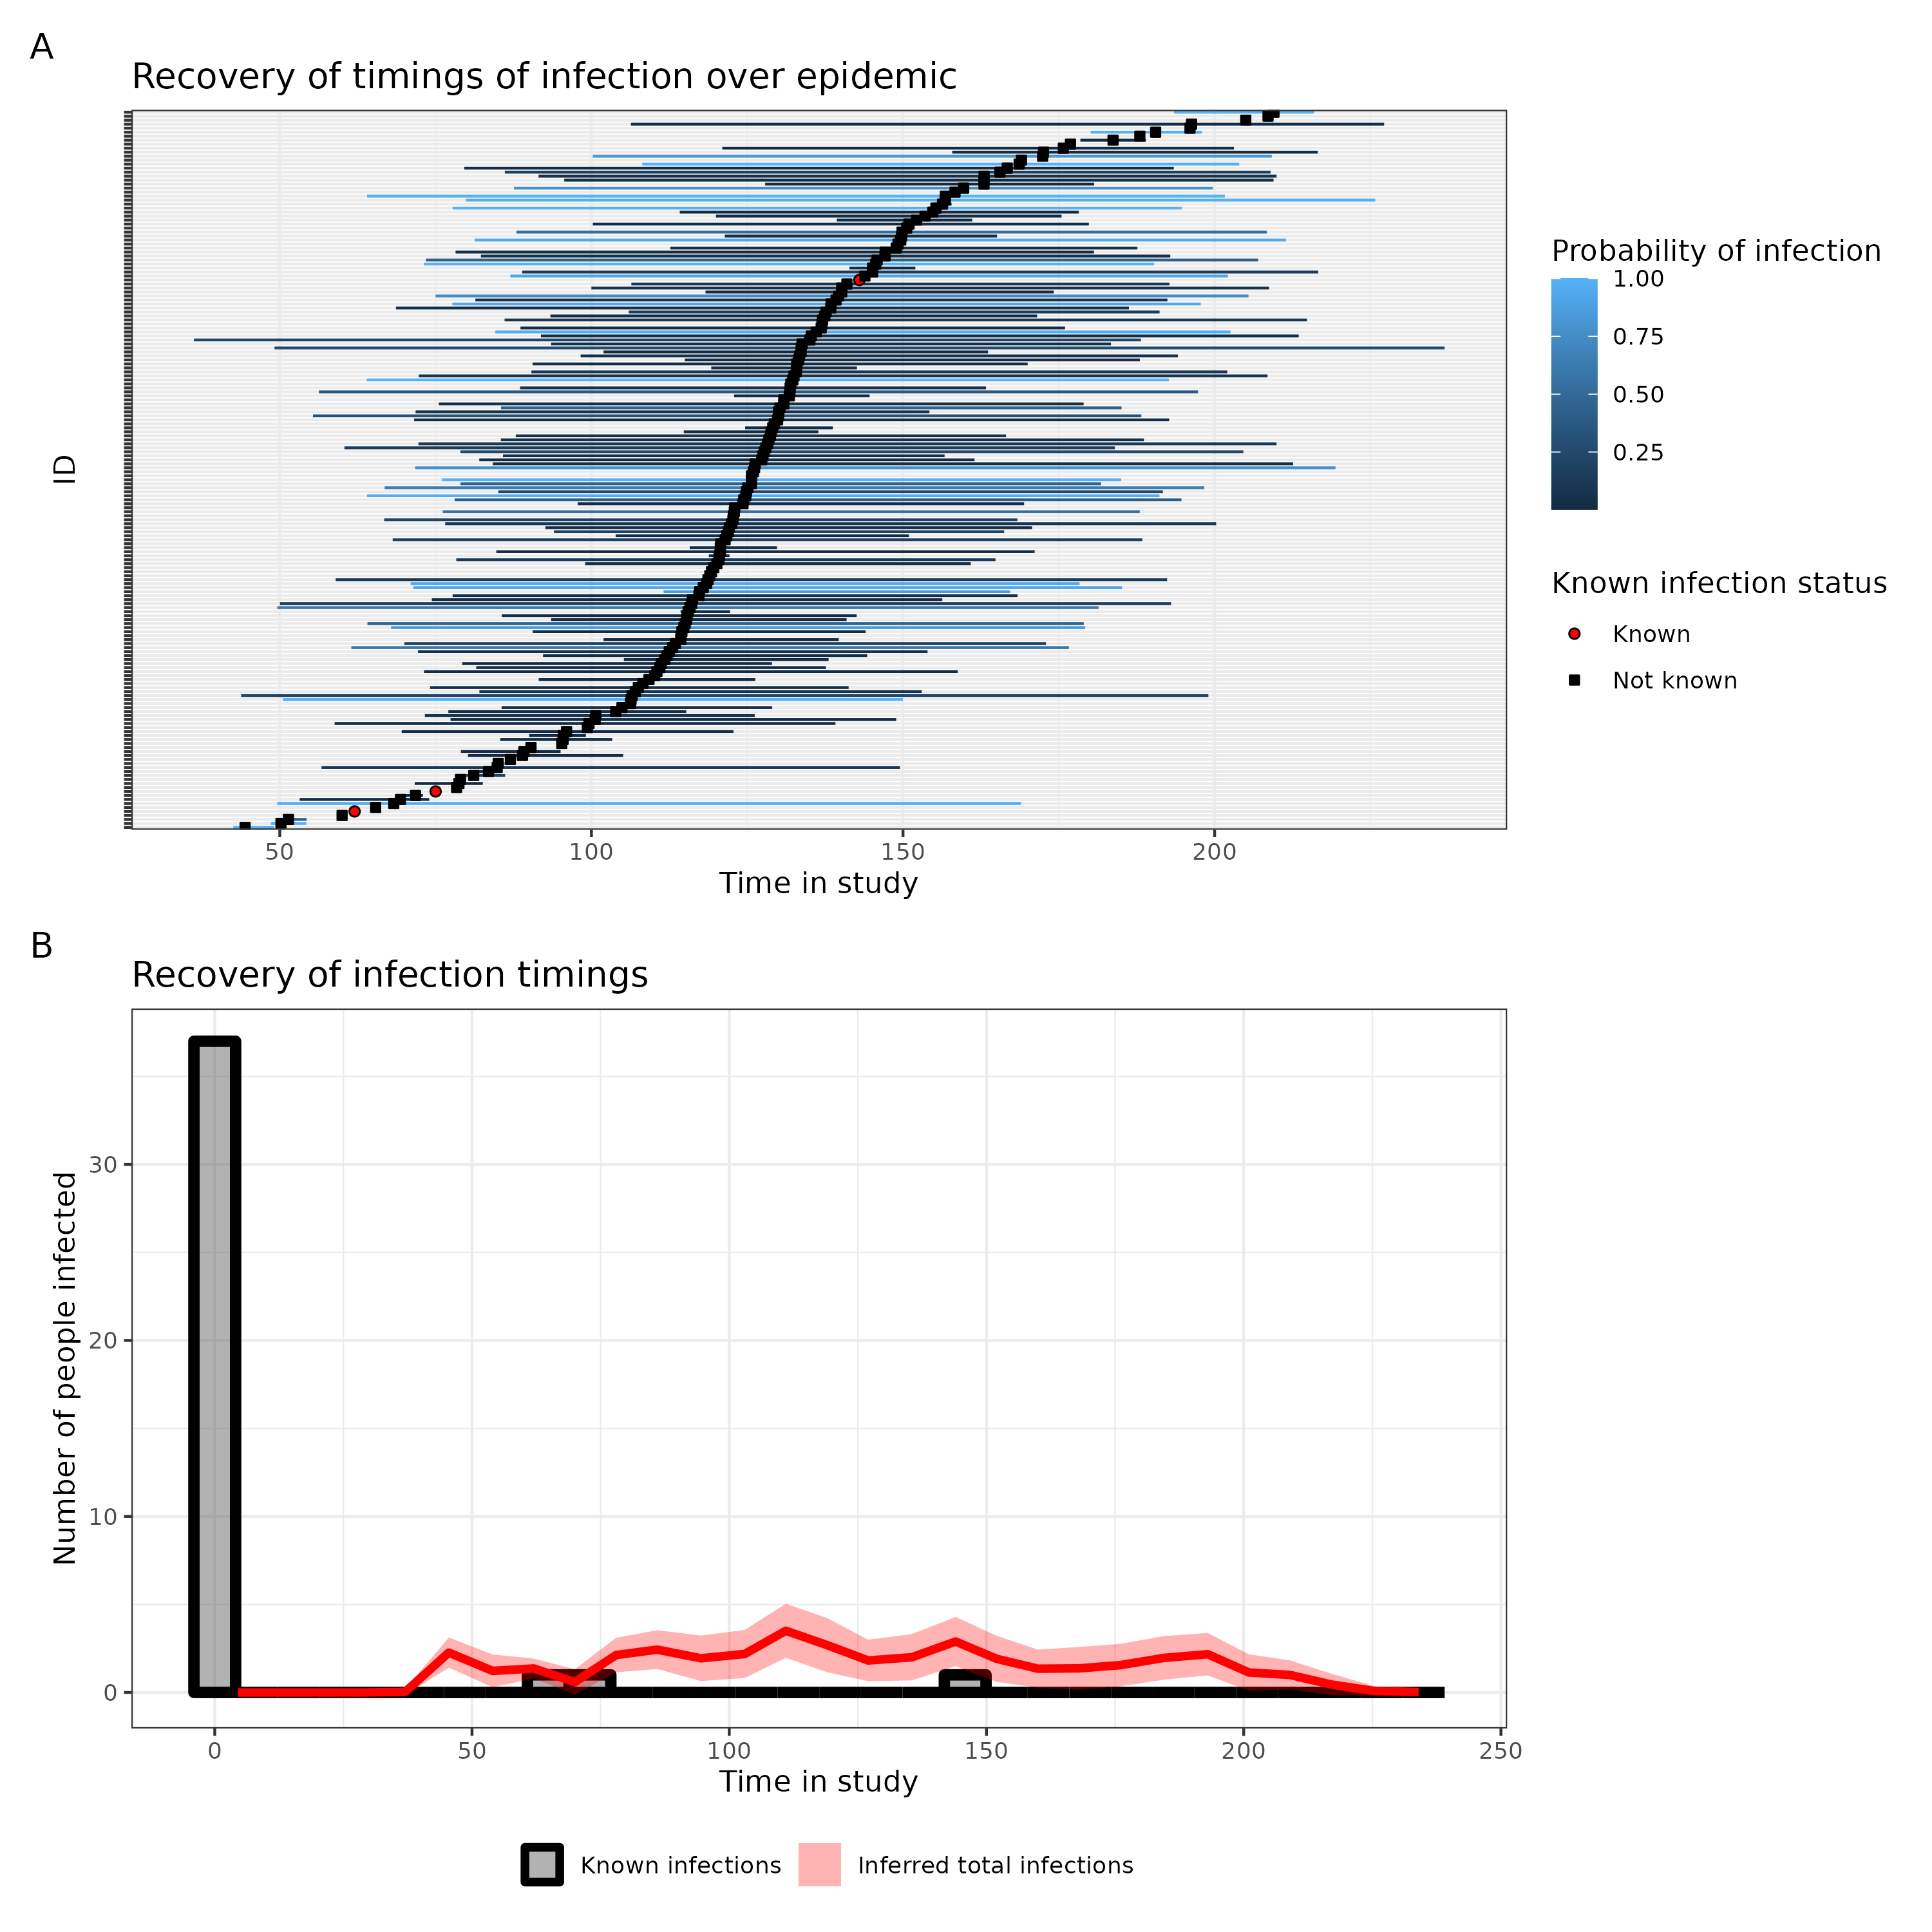 A
Recovery of timings of infection over epidemic
ID
50 100 150 200
Time in study
Probability of infection
1.00
0.75
0.50
0.25
Known infection status
Known
Not known
B
Recovery of infection timings
Number of people infected
30
20
10
0
0 50 100 150 200 250
Time in study
Known infections Inferred total infections